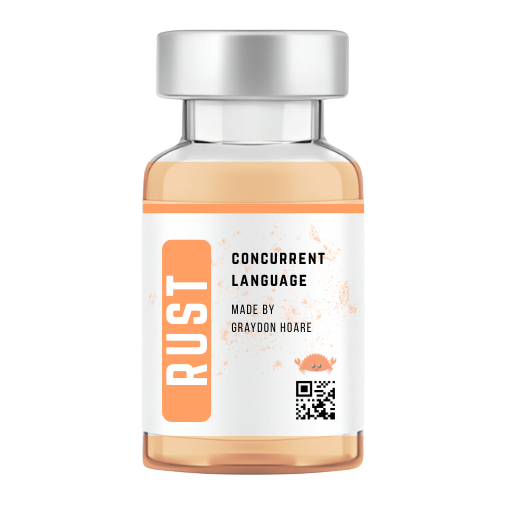 RUST
CONCURRENT
LANGUAGE
MADE BY
GRAYDON HOARE